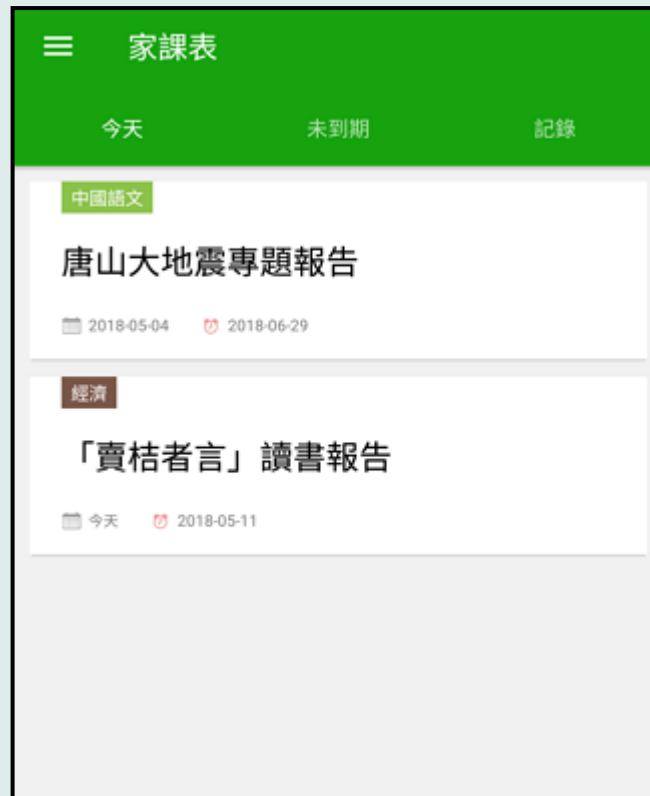 家課表
今天 未到期 記錄
中國語文
唐山大地震專題報告
2018-05-04 2018-06-29
經濟
「賣桔者言」讀書報告
今天 2018-05-11